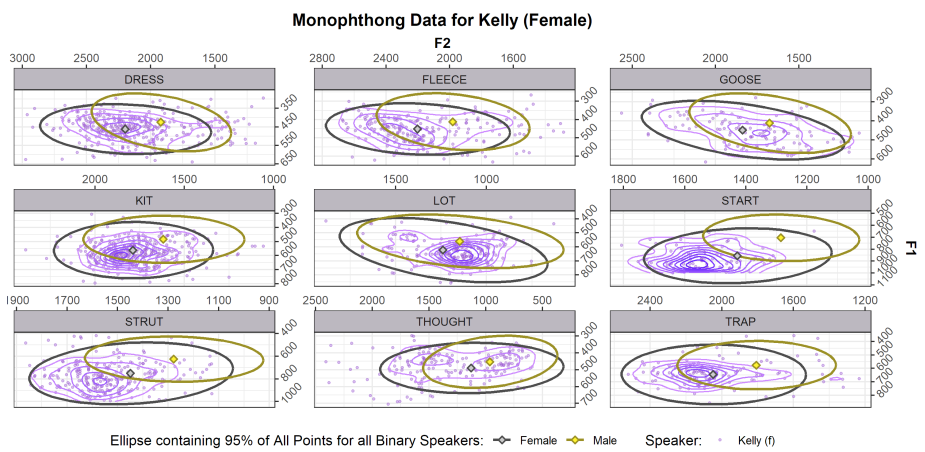 Monophthong Data for Kelly (Female)
F2
3000 2500 2000 1500 1000
2800 2400 2000 1600
2500 2000 1500
DRESS FLEECE GOOSE
350 450 550 650
300 400 500 600
300 400 500 600
2000 1500 1000
1500 1000
1800 1600 1400 1200 1000
KIT LOT START
300 400 500 600 700 800
400 500 600 700 800
500 600 700 800 900 1000 1100
F1
1900 1700 1500 1300 1100 900
2500 2000 1500 1000 500
2400 2000 1600 1200
STRUT THOUGHT TRAP
400 600 800 1000
300 400 500 600 700
400 500 600 700 800
Ellipse containing 95% of All Points for all Binary Speakers: Female Male Speaker: Kelly (f)